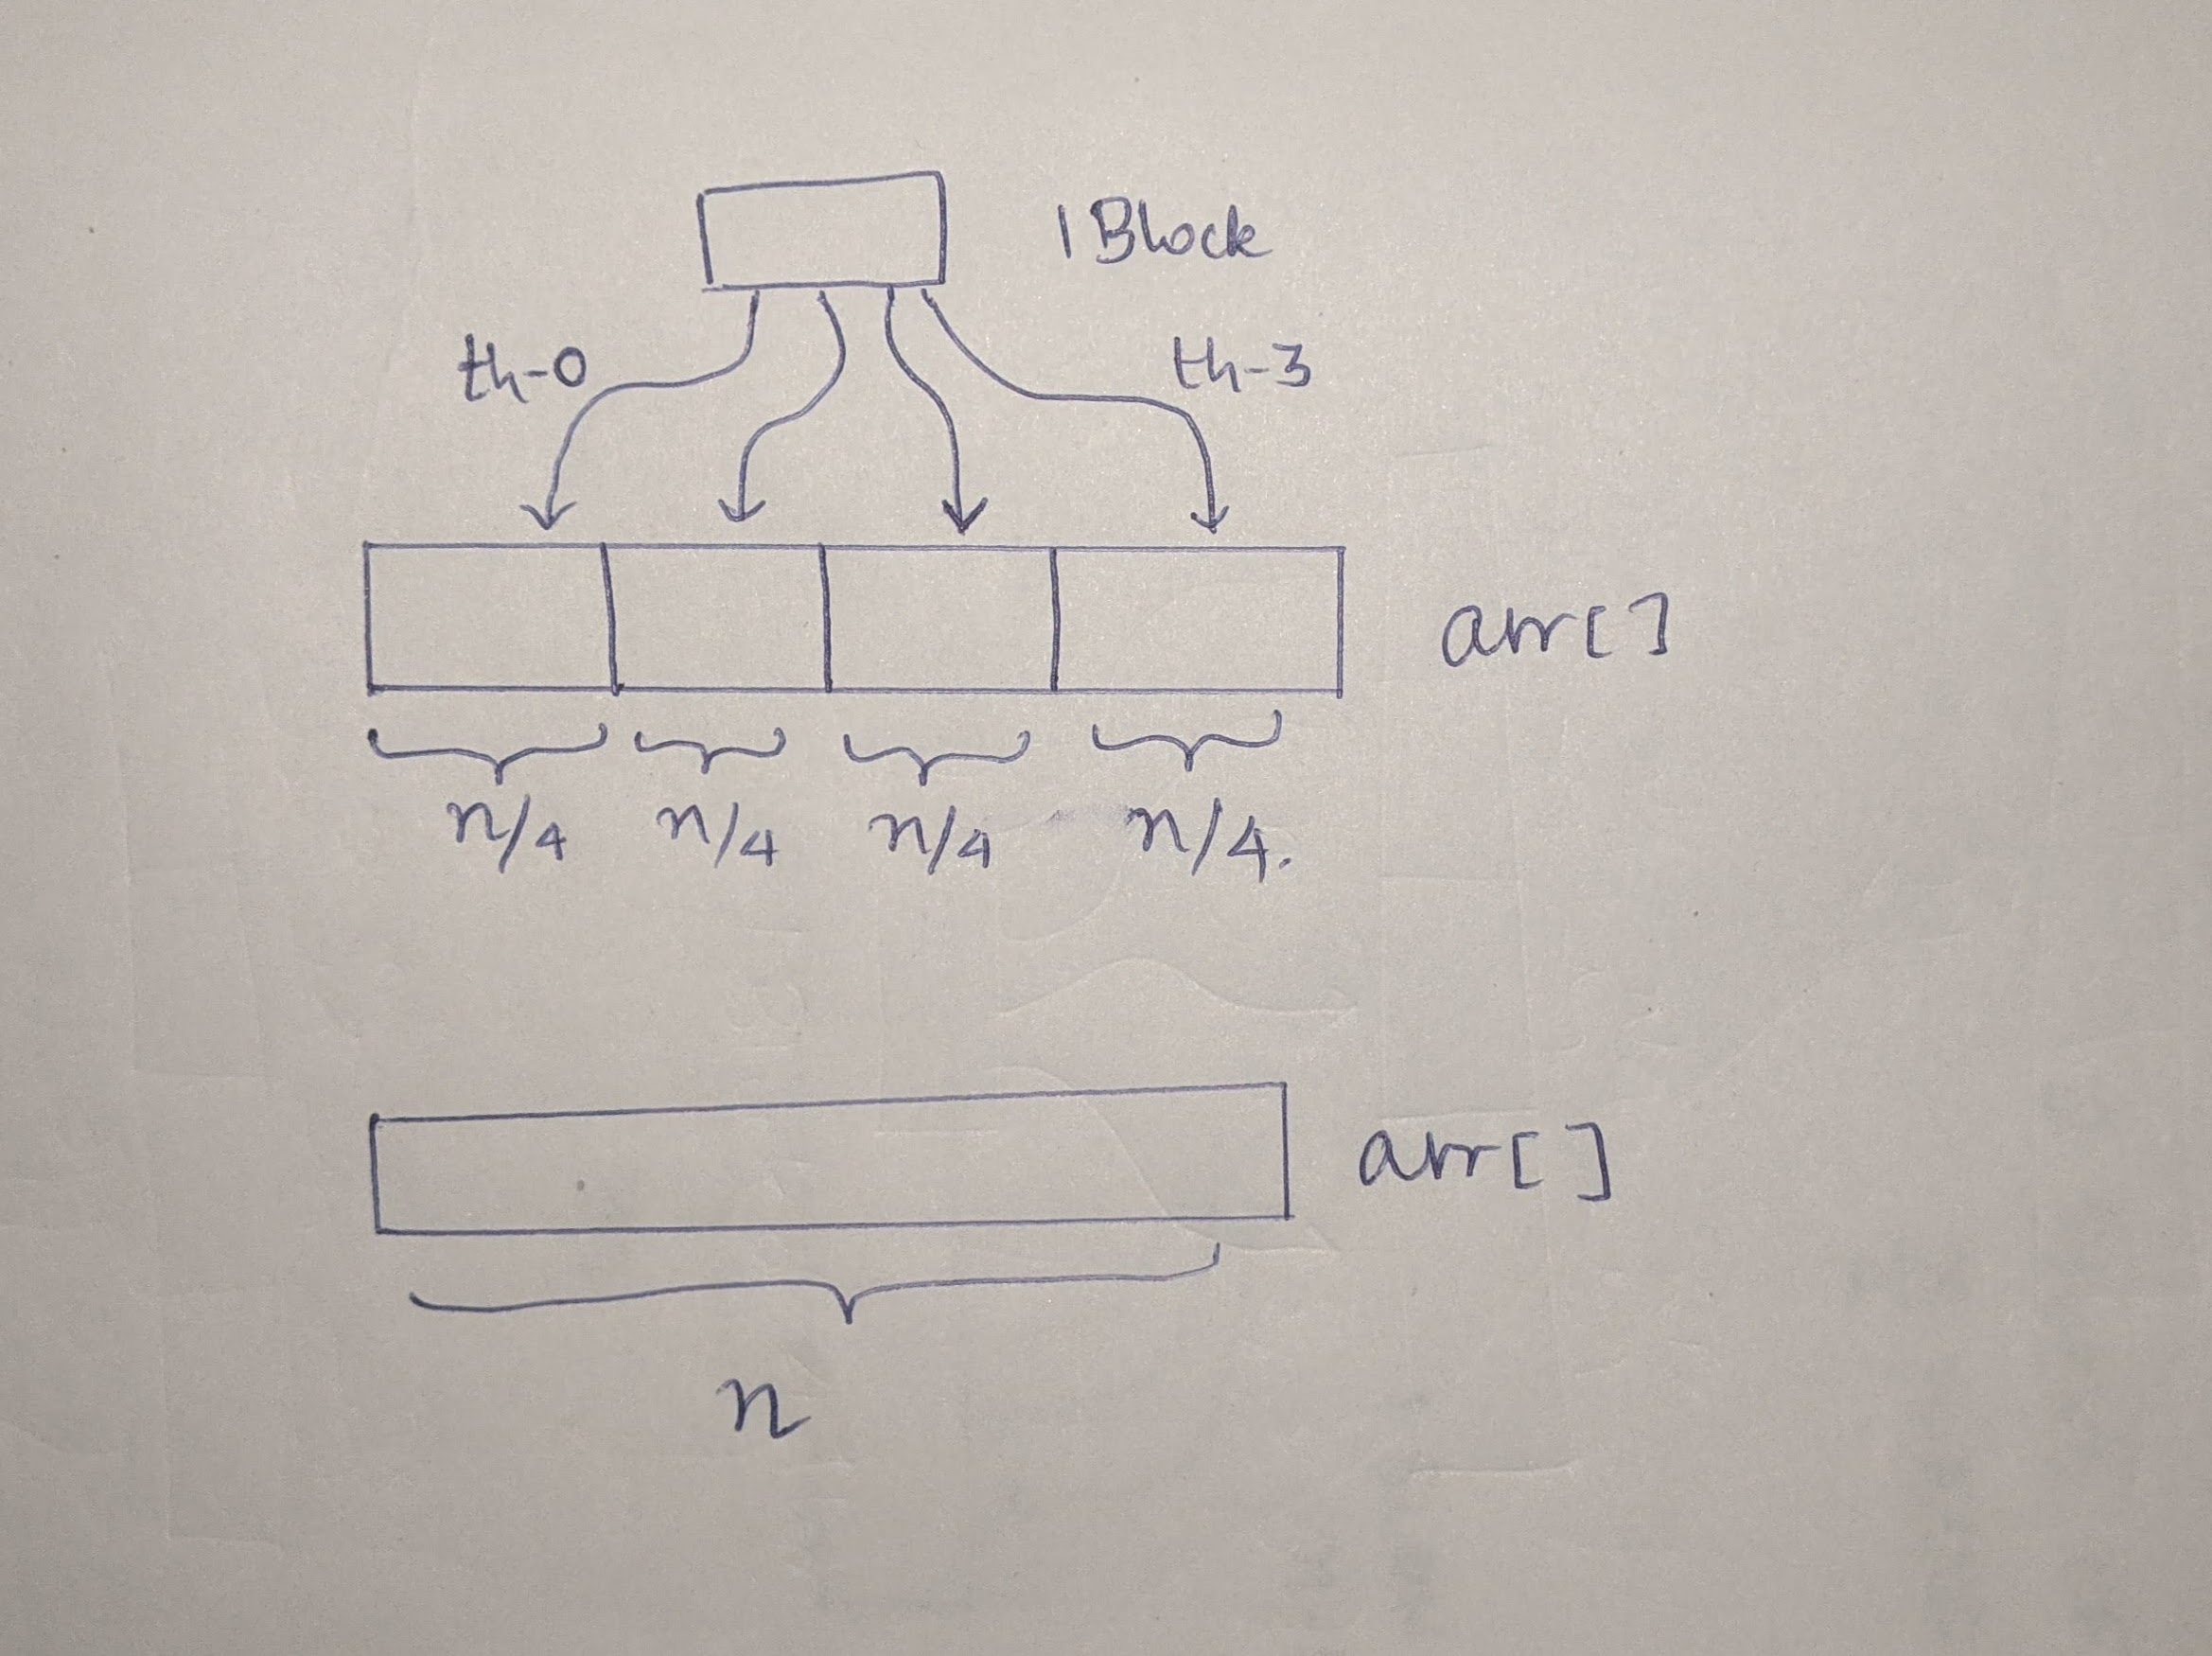 1 Block
th-0 th-3
arr[]
n/4 n/4 n/4 n/4.
arr[]
n